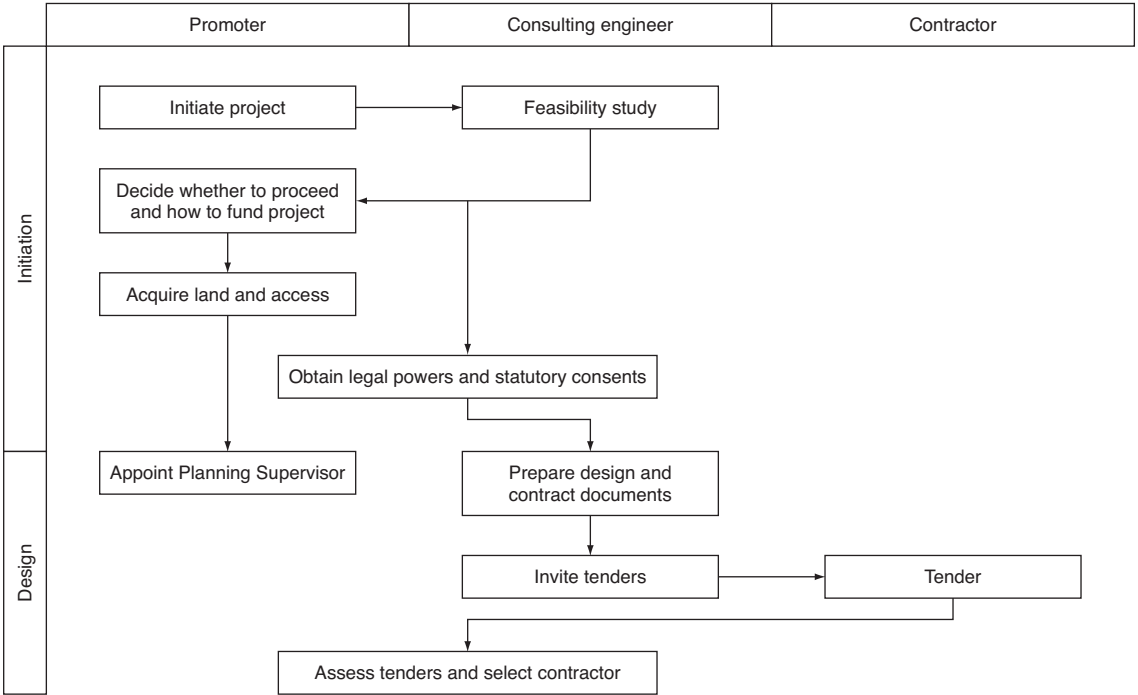 Promoter
Consulting engineer
Contractor
Initiation
Initiate project
Feasibility study
Decide whether to proceed
and how to fund project
Acquire land and access
Obtain legal powers and statutory consents
Design
Appoint Planning Supervisor
Prepare design and
contract documents
Invite tenders
Tender
Assess tenders and select contractor